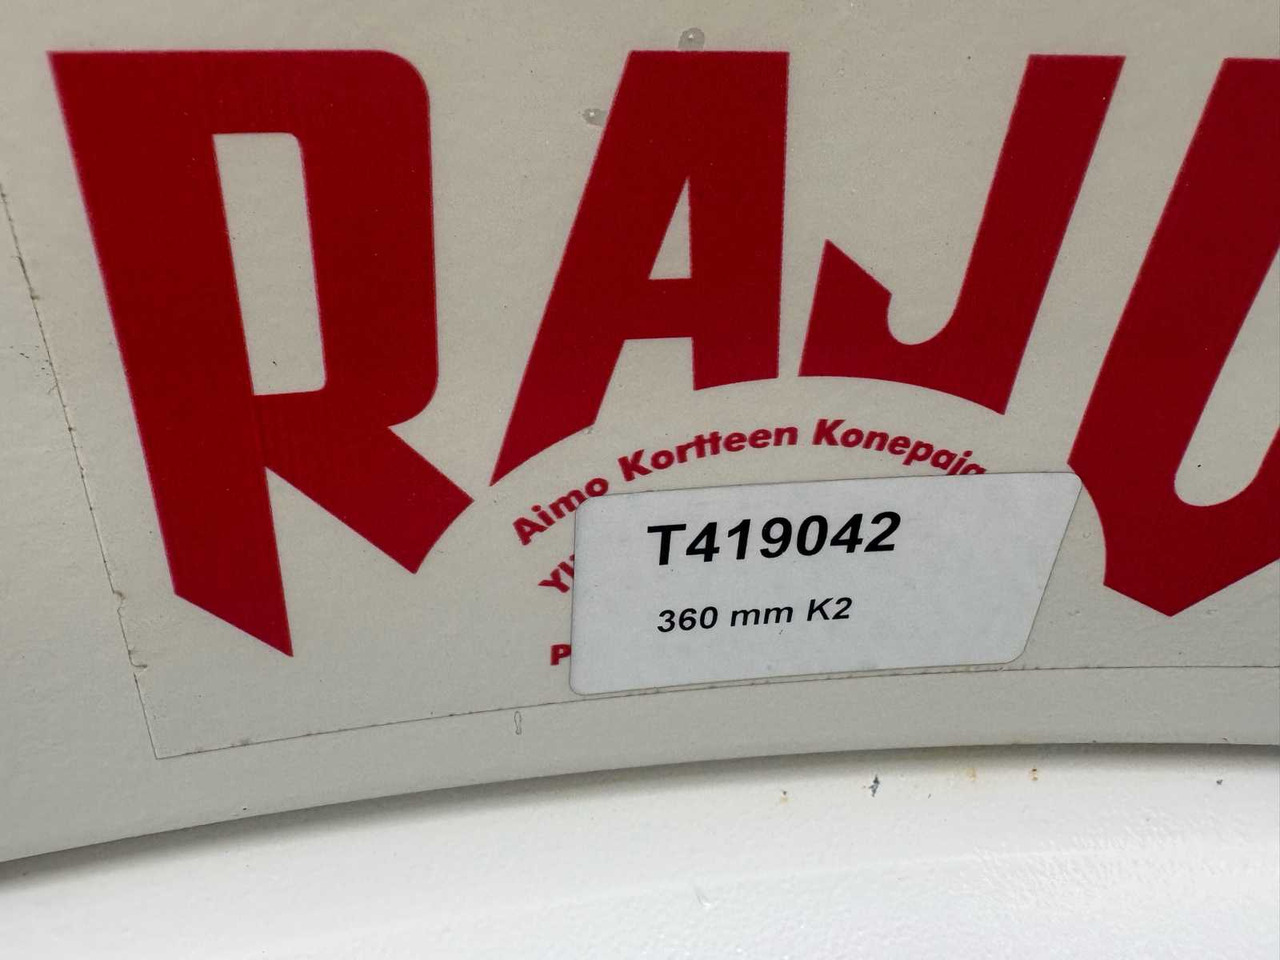 RAJU
Aimo Kortteen Konepaja
T419042
360 mm K2